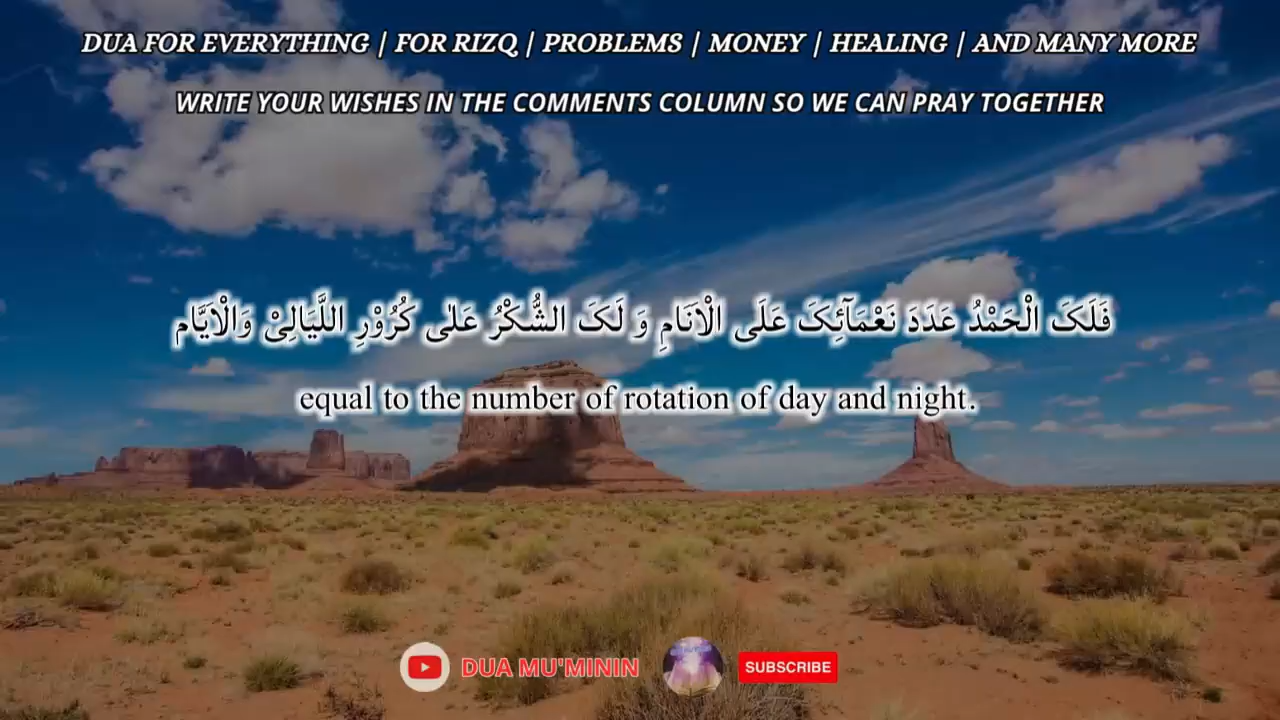 DUA FOR EVERYTHING | FOR RIZQ | PROBLEMS | MONEY | HEALING | AND MANY MORE
WRITE YOUR WISHES IN THE COMMENTS COLUMN SO WE CAN PRAY TOGETHER
فَلَکَ الْحَمْدُ عَدَدَ نَعْمَآئِکَ عَلَی الْاَنَامِ وَ لَکَ الشُّکْرُ عَلٰی کُرُوْرِ اللَّیَالِیْ وَالْاَیَّام
equal to the number of rotation of day and night.
DUA MU'MININ
SUBSCRIBE